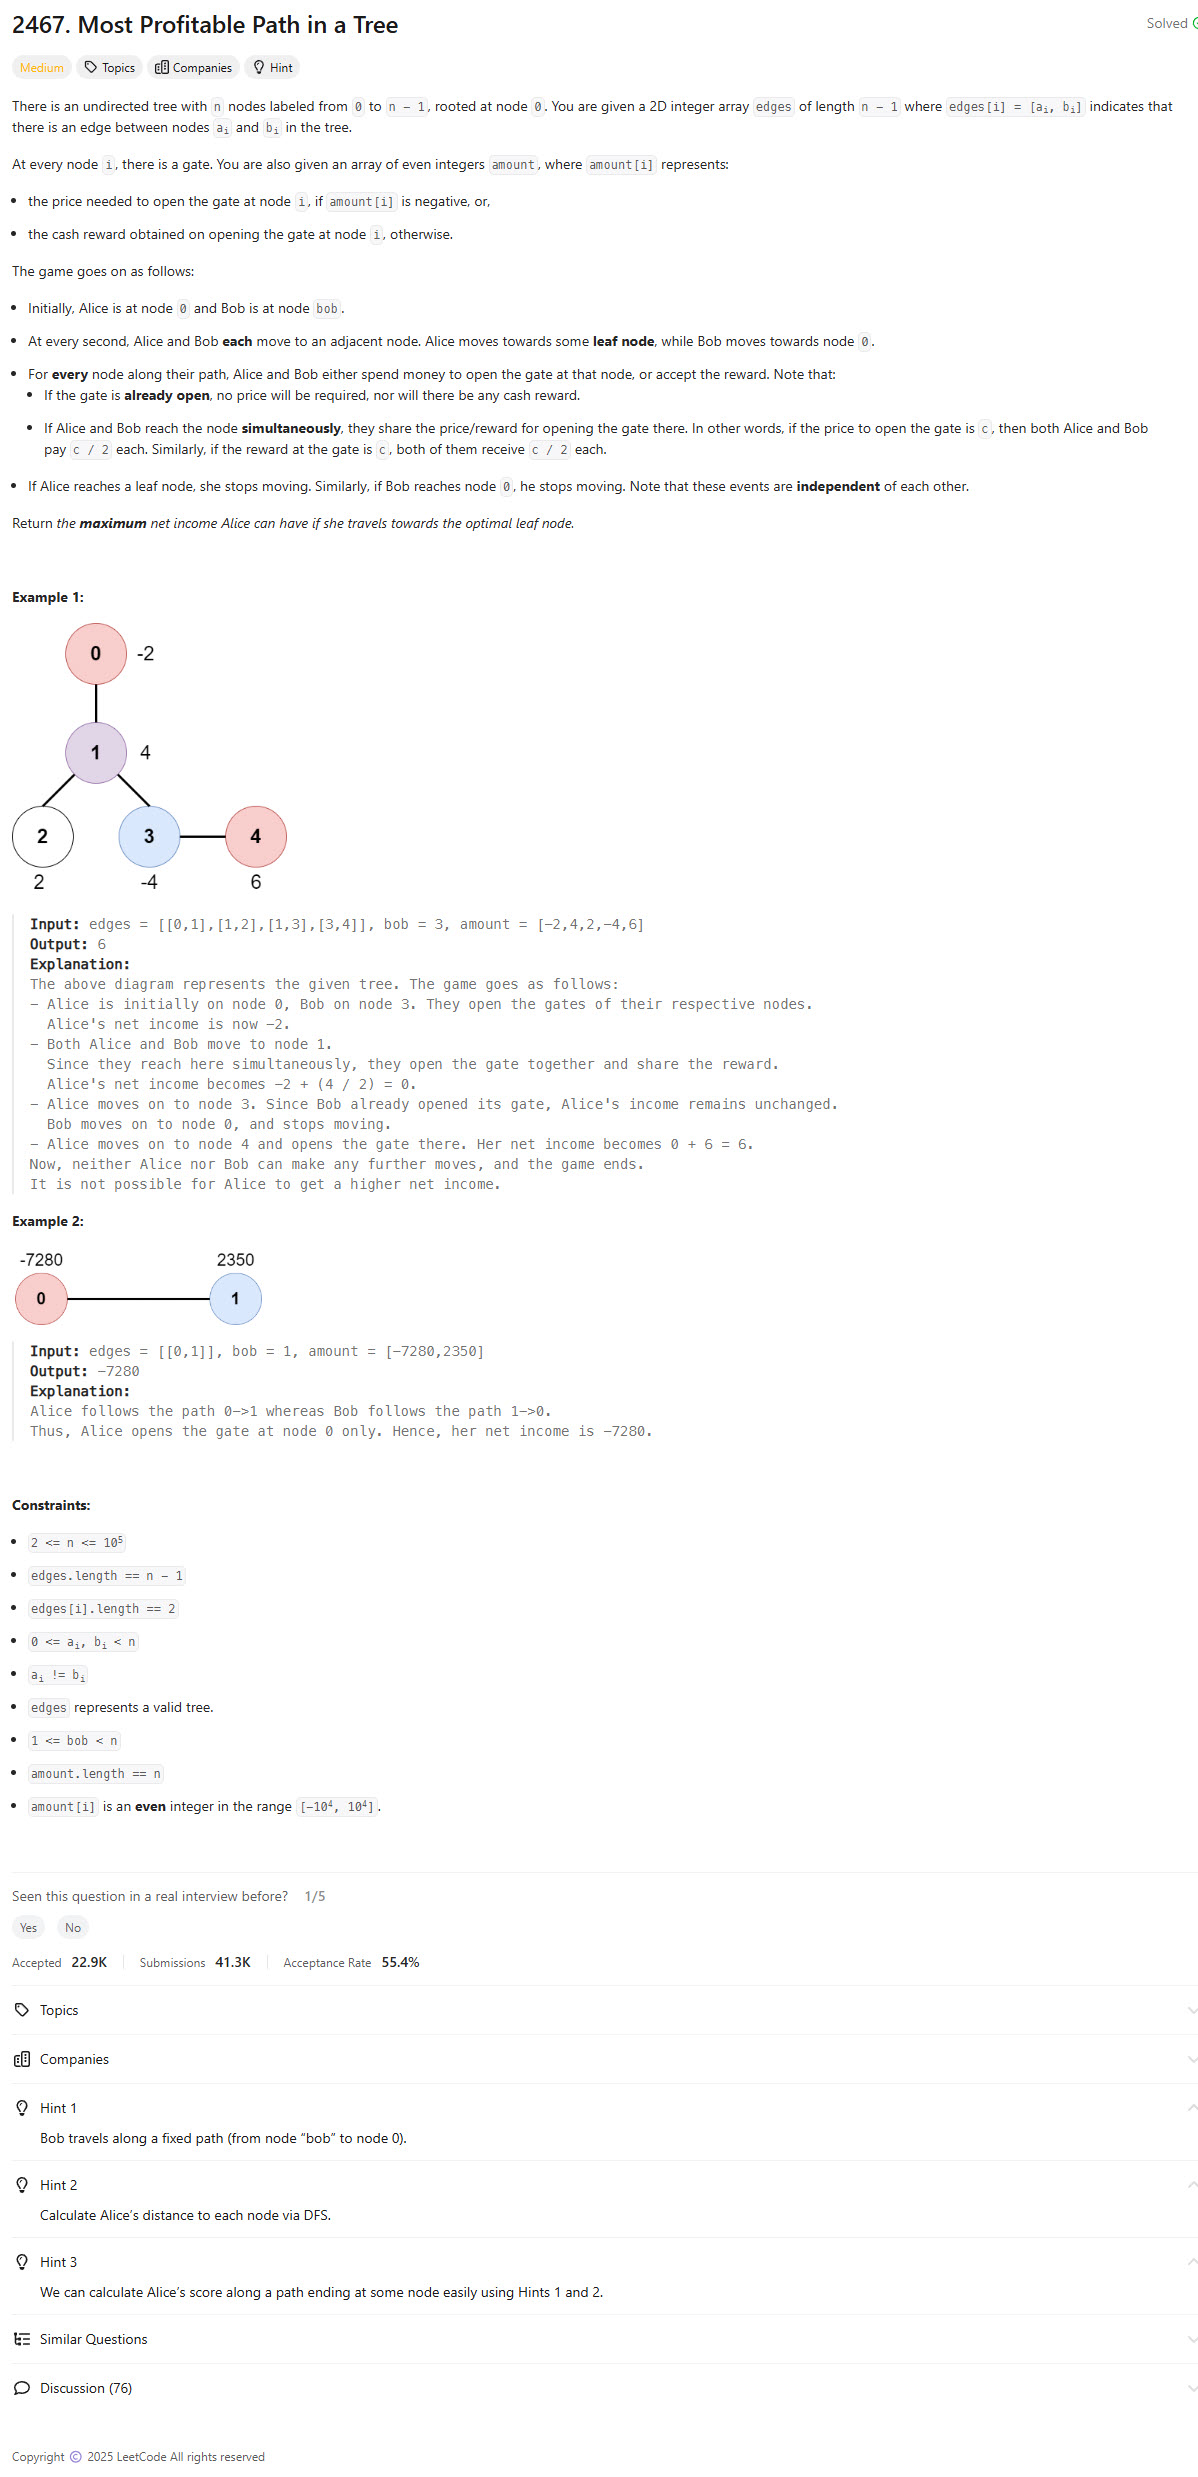 2467. Most Profitable Path in a Tree
Solved
Medium Topics Companies Hint
There is an undirected tree with n nodes labeled from 0 to n - 1, rooted at node 0. You are given a 2D integer array edges of length n - 1 where edges[i] = [ai, bi] indicates that
there is an edge between nodes ai and bi in the tree.
At every node i, there is a gate. You are also given an array of even integers amount, where amount[i] represents:
• the price needed to open the gate at node i, if amount[i] is negative, or,
• the cash reward obtained on opening the gate at node i, otherwise.
The game goes on as follows:
• Initially, Alice is at node 0 and Bob is at node bob.
• At every second, Alice and Bob each move to an adjacent node. Alice moves towards some leaf node, while Bob moves towards node 0.
• For every node along their path, Alice and Bob either spend money to open the gate at that node, or accept the reward. Note that:
• If the gate is already open, no price will be required, nor will there be any cash reward.
• If Alice and Bob reach the node simultaneously, they share the price/reward for opening the gate there. In other words, if the price to open the gate is c, then both Alice and Bob
pay c / 2 each. Similarly, if the reward at the gate is c, both of them receive c / 2 each.
• If Alice reaches a leaf node, she stops moving. Similarly, if Bob reaches node 0, he stops moving. Note that these events are independent of each other.
Return the maximum net income Alice can have if she travels towards the optimal leaf node.
Example 1:
0 -2
1 4
2 3 4
2 -4 6
Input: edges = [[0,1],[1,2],[1,3],[3,4]], bob = 3, amount = [-2,4,2,-4,6]
Output: 6
Explanation:
The above diagram represents the given tree. The game goes as follows:
- Alice is initially on node 0, Bob on node 3. They open the gates of their respective nodes.
Alice's net income is now -2.
- Both Alice and Bob move to node 1.
Since they reach here simultaneously, they open the gate together and share the reward.
Alice's net income becomes -2 + (4 / 2) = 0.
- Alice moves on to node 3. Since Bob already opened its gate, Alice's income remains unchanged.
Bob moves on to node 0, and stops moving.
- Alice moves on to node 4 and opens the gate there. Her net income becomes 0 + 6 = 6.
Now, neither Alice nor Bob can make any further moves, and the game ends.
It is not possible for Alice to get a higher net income.
Example 2:
-7280 2350
0 1
Input: edges = [[0,1]], bob = 1, amount = [-7280,2350]
Output: -7280
Explanation:
Alice follows the path 0->1 whereas Bob follows the path 1->0.
Thus, Alice opens the gate at node 0 only. Hence, her net income is -7280.
Constraints:
• 2 <= n <= 10⁵
• edges.length == n - 1
• edges[i].length == 2
• 0 <= ai, bi < n
• ai != bi
• edges represents a valid tree.
• 1 <= bob < n
• amount.length == n
• amount[i] is an even integer in the range [-10⁴, 10⁴].
Seen this question in a real interview before? 1/5
Yes No
Accepted 22.9K Submissions 41.3K Acceptance Rate 55.4%
Topics
Companies
Hint 1
Bob travels along a fixed path (from node “bob” to node 0).
Hint 2
Calculate Alice’s distance to each node via DFS.
Hint 3
We can calculate Alice’s score along a path ending at some node easily using Hints 1 and 2.
Similar Questions
Discussion (76)
Copyright © 2025 LeetCode All rights reserved